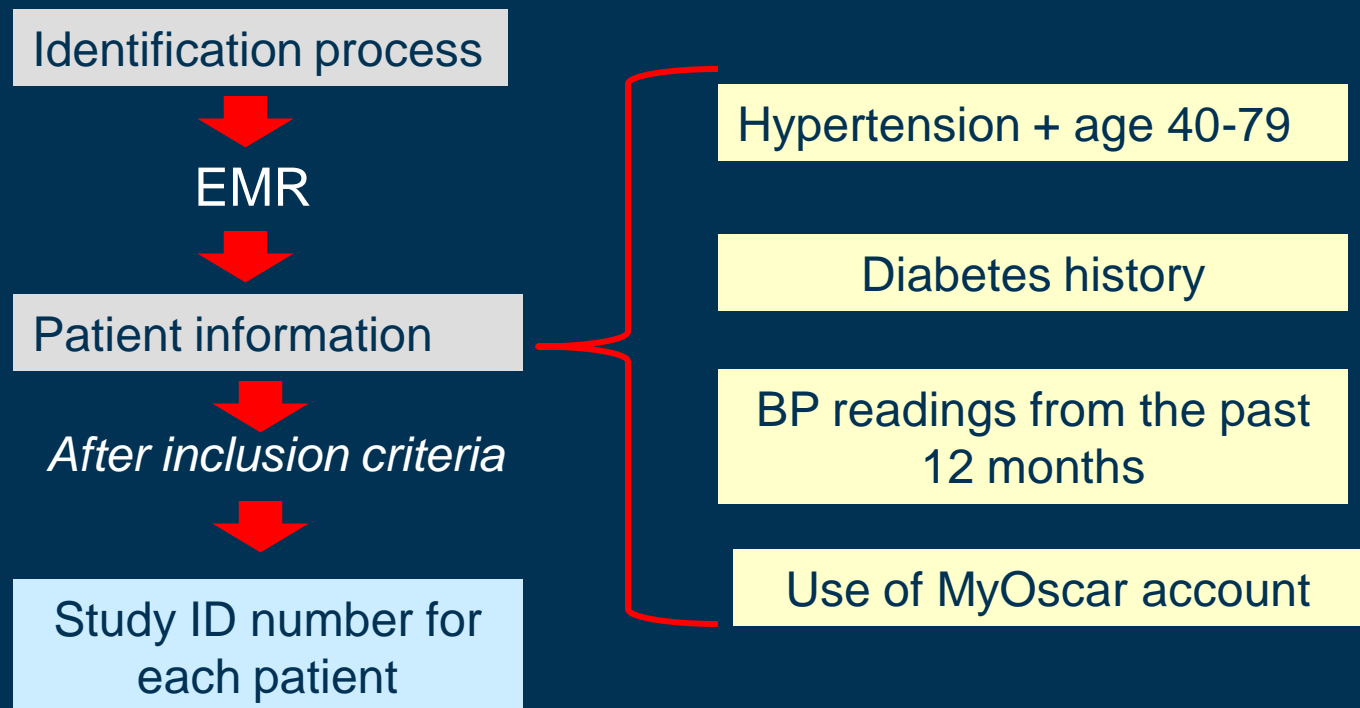 Identification process
EMR
Patient information
After inclusion criteria
Study ID number for
each patient
Hypertension + age 40-79
Diabetes history
BP readings from the past
12 months
Use of MyOscar account